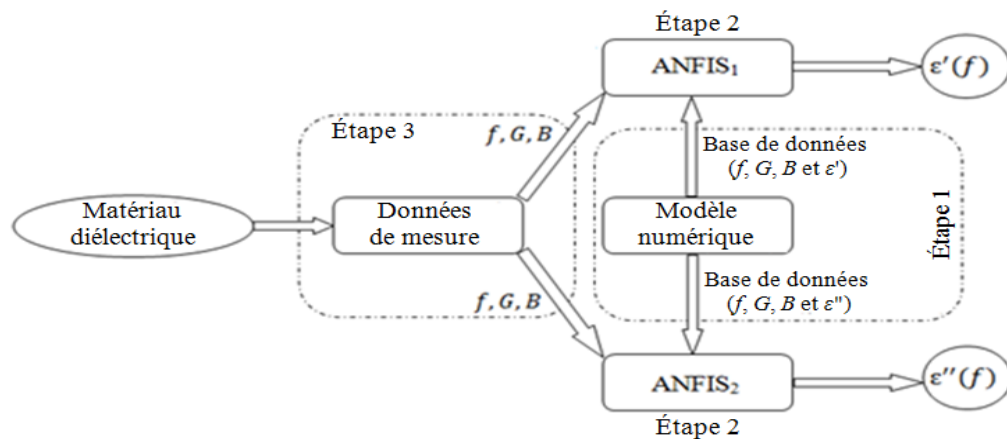 Étape 2
ANFIS₁
ε′(f)
Étape 3
f, G, B
Base de données
(f, G, B et ε')
Matériau
diélectrique
Données
de mesure
Modèle
numérique
Étape 1
f, G, B
Base de données
(f, G, B et ε")
ANFIS₂
ε′′(f)
Étape 2